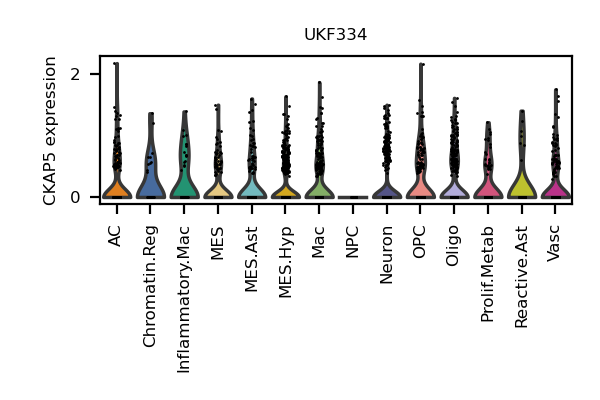 UKF334
CKAP5 expression
2
0
AC
Chromatin.Reg
Inflammatory.Mac
MES
MES.Ast
MES.Hyp
Mac
NPC
Neuron
OPC
Oligo
Prolif.Metab
Reactive.Ast
Vasc